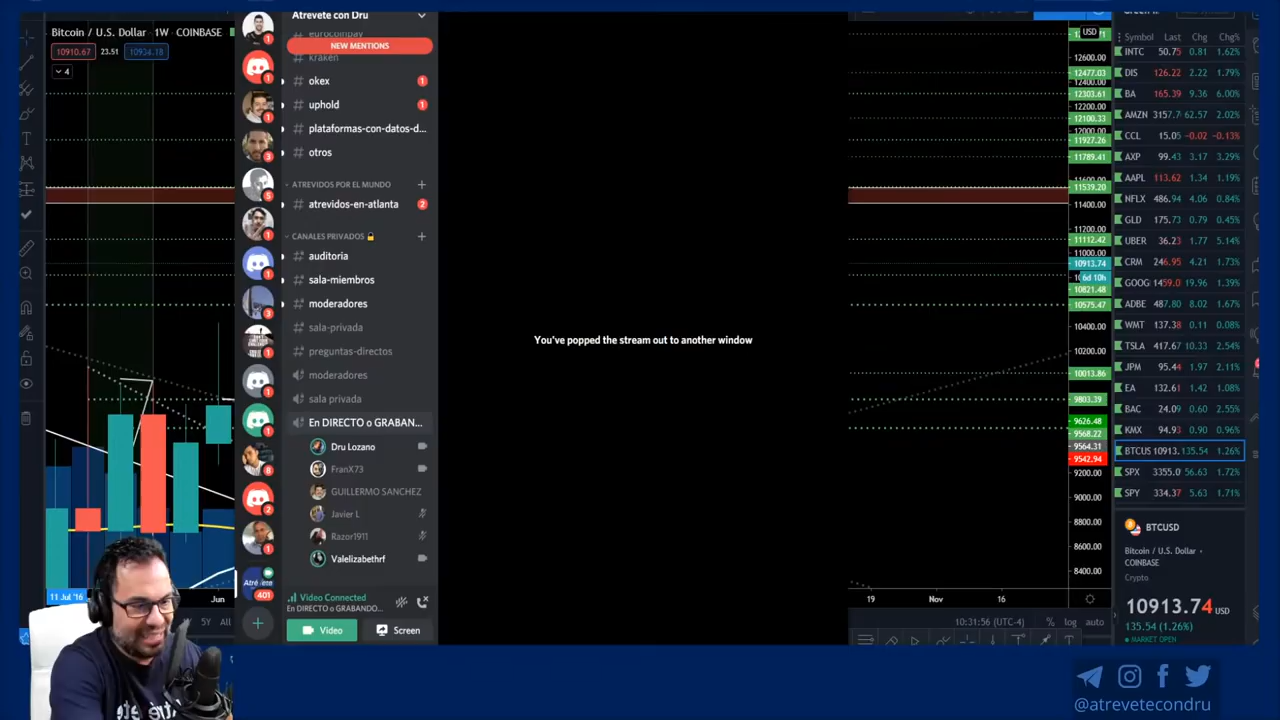 Bitcoin / U.S. Dollar · 1W · COINBASE
10910.67 23.51 10934.18
4
11 Jul '16
Jun
5Y All
Atrevete con Dru
NEW MENTIONS
kraken
okex 1
uphold 1
plataformas-con-datos-d...
otros
ATREVIDOS POR EL MUNDO
atrevidos-en-atlanta 2
CANALES PRIVADOS
auditoria
sala-miembros
moderadores
sala-privada
preguntas-directos
moderadores
sala privada
En DIRECTO o GRABAN...
Dru Lozano
FranX73
GUILLERMO SANCHEZ
Javier L
Razor1911
Valelizabethrf
Video Connected
En DIRECTO o GRABANDO...
Video Screen
Atrévete
401
You've popped the stream out to another window
USD
12600.00
12477.03
12400.00
12303.61
12200.00
12100.33
12000.00
11927.26
11789.41
11539.20
11400.00
11200.00
11112.42
11000.00
10913.74
6d 10h
10821.48
10575.47
10400.00
10200.00
10013.86
9803.39
9626.48
9568.22
9564.31
9542.94
9200.00
9000.00
8800.00
8600.00
8400.00
19 Nov 16
10:31:56 (UTC-4) % log auto
Symbol Last Chg Chg%
INTC 50.75 0.81 1.62%
DIS 126.22 2.22 1.79%
BA 165.39 9.36 6.00%
AMZN 3157.7 62.57 2.02%
CCL 15.05 -0.02 -0.13%
AXP 99.43 3.17 3.29%
AAPL 113.62 1.34 1.19%
NFLX 486.94 4.06 0.84%
GLD 175.73 0.79 0.45%
UBER 36.23 1.77 5.14%
CRM 246.95 4.21 1.73%
GOOG 1459.0 19.96 1.39%
ADBE 487.80 8.02 1.67%
WMT 137.38 0.11 0.08%
TSLA 417.67 10.33 2.54%
JPM 95.44 1.97 2.11%
EA 132.61 1.42 1.08%
BAC 24.09 0.60 2.55%
KMX 94.93 0.90 0.96%
BTCUS 10913. 135.54 1.26%
SPX 3355.0 56.63 1.72%
SPY 334.37 5.63 1.71%
BTCUSD
Bitcoin / U.S. Dollar ·
COINBASE
Crypto
10913.74 USD
135.54 (1.26%)
MARKET OPEN
@atrevetecondru